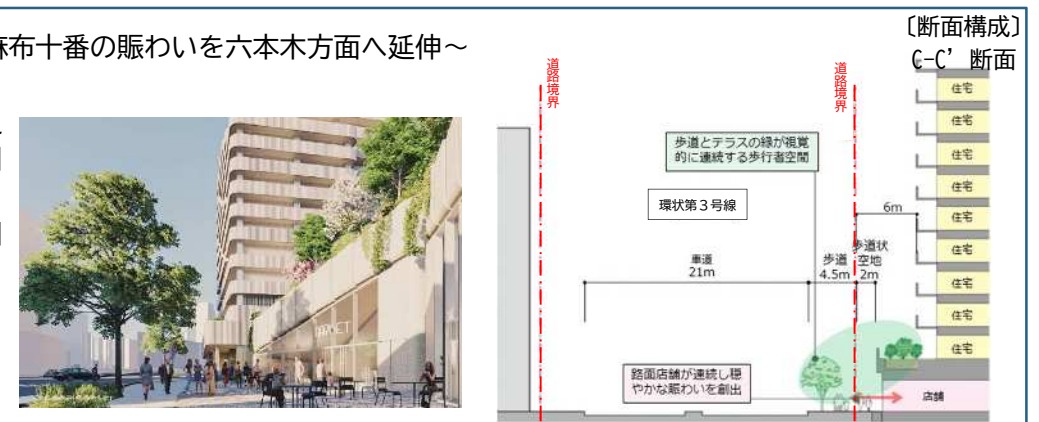 麻布十番の賑わいを六本木方面へ延伸～
〔断面構成〕
C-C’断面
道路境界
道路境界
歩道とテラスの緑が視覚
的に連続する歩行者空間
環状第３号線
6m
車道
21m
歩道
4.5m
歩道状
空地
2m
路面店舗が連続し穏
やかな賑わいを創出
住宅
住宅
住宅
住宅
住宅
住宅
住宅
住宅
住宅
店舗